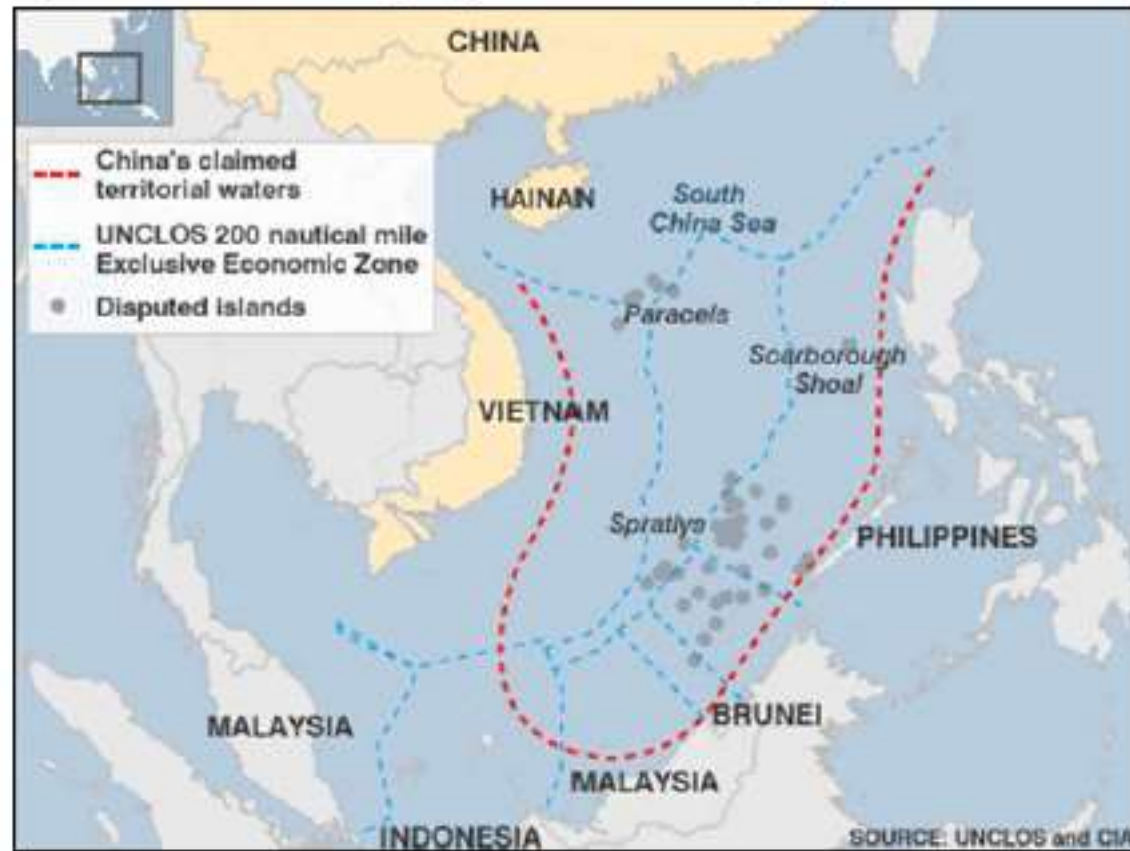 CHINA
China's claimed
territorial waters
UNCLOS 200 nautical mile
Exclusive Economic Zone
Disputed islands
HAINAN
South
China Sea
Paracels
Scarborough
Shoal
VIETNAM
Spratlys
PHILIPPINES
MALAYSIA
BRUNEI
MALAYSIA
INDONESIA
SOURCE: UNCLOS and CIA